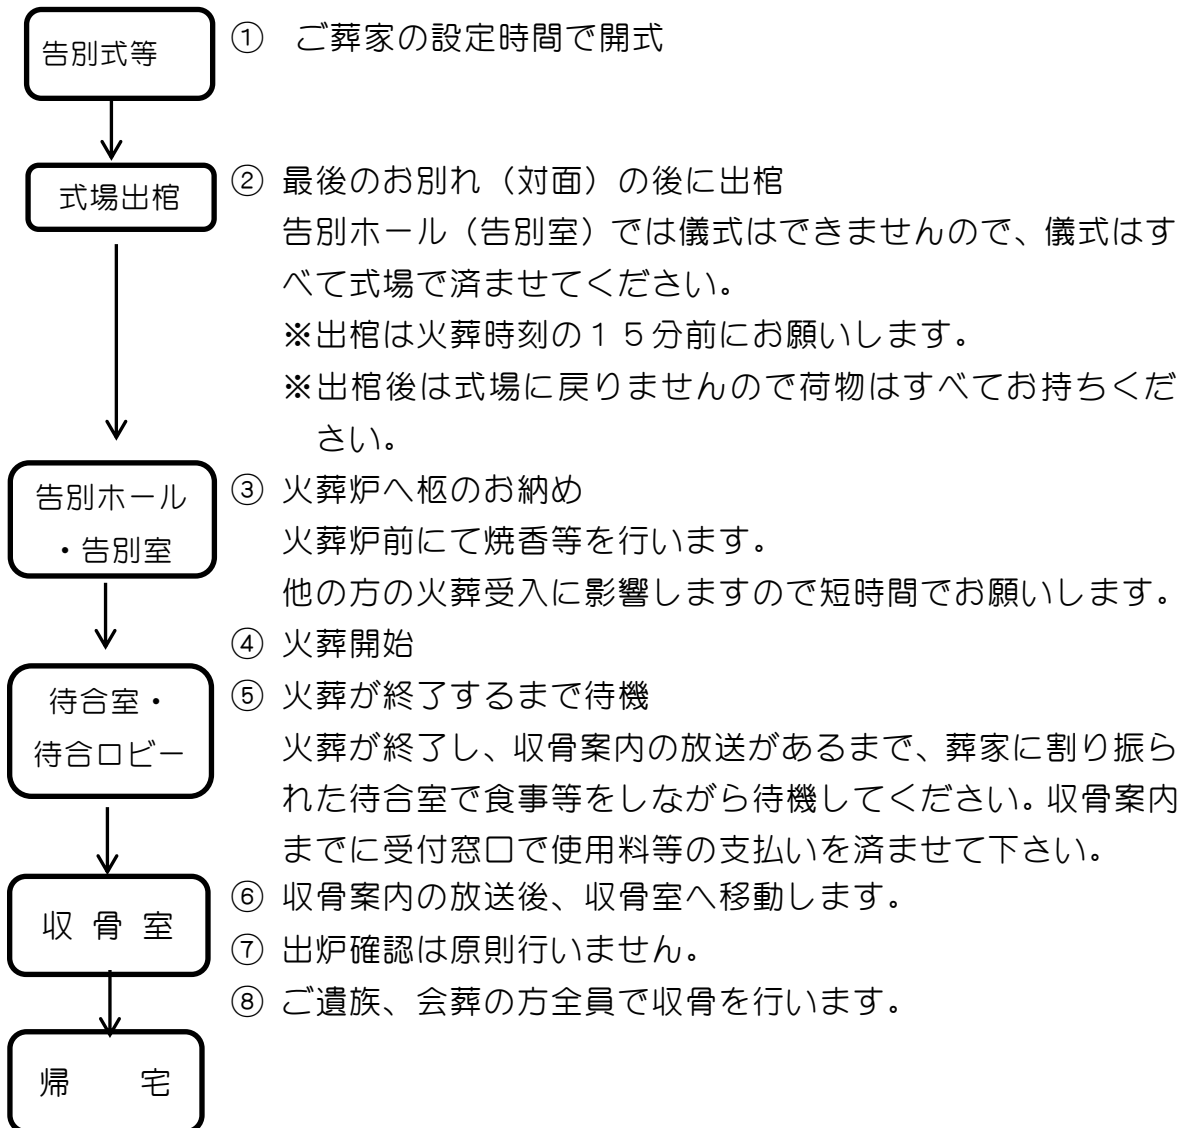 告別式等
① ご葬家の設定時間で開式
式場出棺
② 最後のお別れ（対面）の後に出棺
告別ホール（告別室）では儀式はできませんので、儀式はす
べて式場で済ませてください。
※出棺は火葬時刻の１５分前にお願いします。
※出棺後は式場に戻りませんので荷物はすべてお持ちくだ
さい。
告別ホール
・告別室
③ 火葬炉へ柩のお納め
火葬炉前にて焼香等を行います。
他の方の火葬受入に影響しますので短時間でお願いします。
④ 火葬開始
待合室・
待合ロビー
⑤ 火葬が終了するまで待機
火葬が終了し、収骨案内の放送があるまで、葬家に割り振ら
れた待合室で食事等をしながら待機してください。収骨案内
までに受付窓口で使用料等の支払いを済ませて下さい。
収 骨 室
⑥ 収骨案内の放送後、収骨室へ移動します。
⑦ 出炉確認は原則行いません。
⑧ ご遺族、会葬の方全員で収骨を行います。
帰　　宅